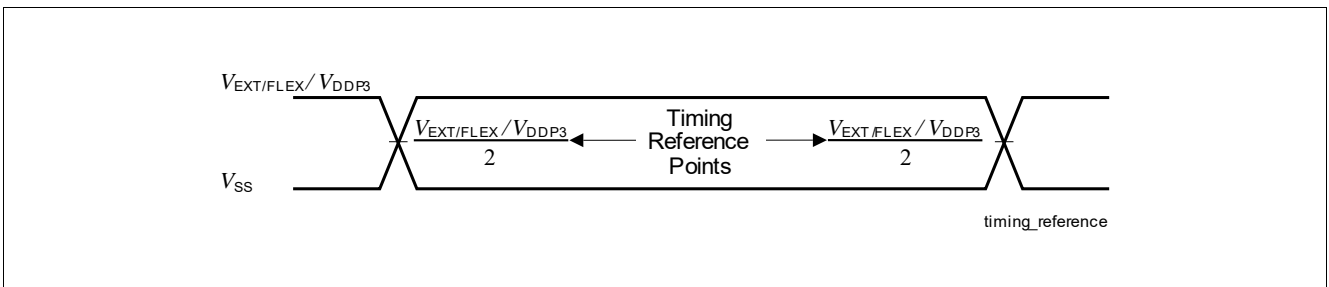 VEXT/FLEX / VDDP3
VEXT/FLEX / VDDP3
2
Timing
Reference
Points
VEXT/FLEX / VDDP3
2
VSS
timing_reference